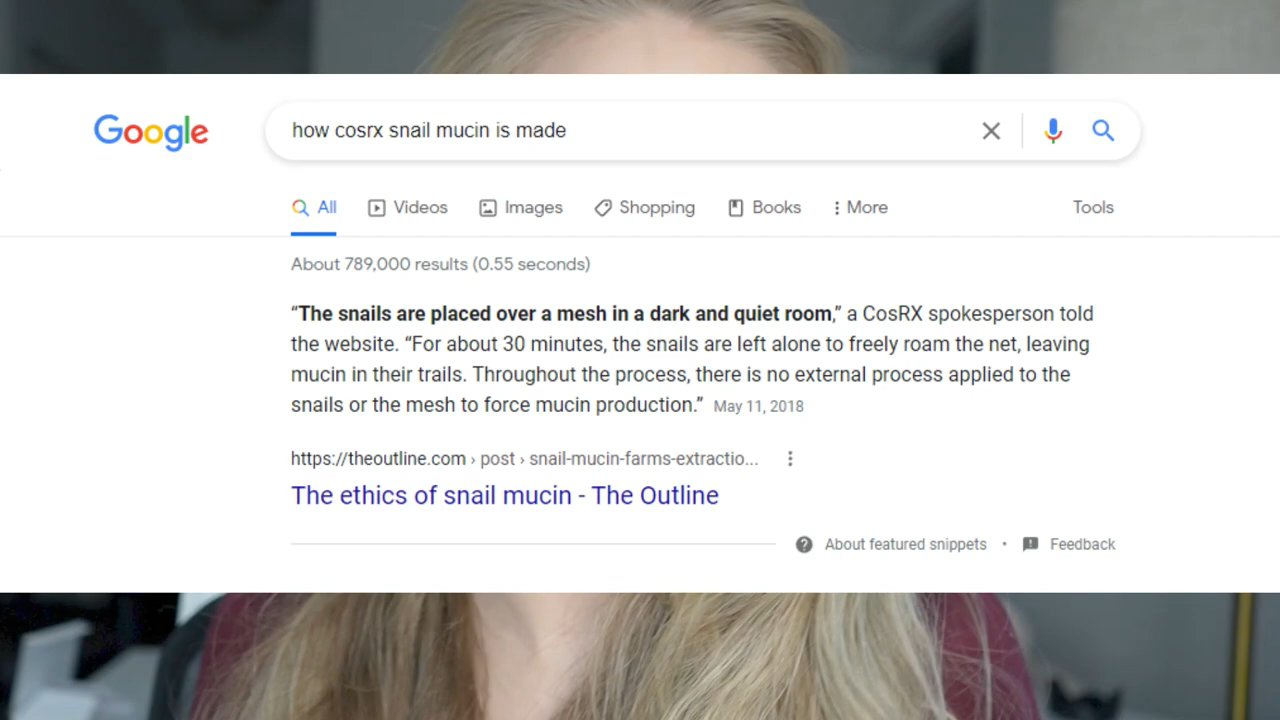 Google
how cosrx snail mucin is made
All Videos Images Shopping Books More Tools
About 789,000 results (0.55 seconds)
“The snails are placed over a mesh in a dark and quiet room,” a CosRX spokesperson told
the website. “For about 30 minutes, the snails are left alone to freely roam the net, leaving
mucin in their trails. Throughout the process, there is no external process applied to the
snails or the mesh to force mucin production.” May 11, 2018
https://theoutline.com › post › snail-mucin-farms-extractio...
The ethics of snail mucin - The Outline
About featured snippets • Feedback